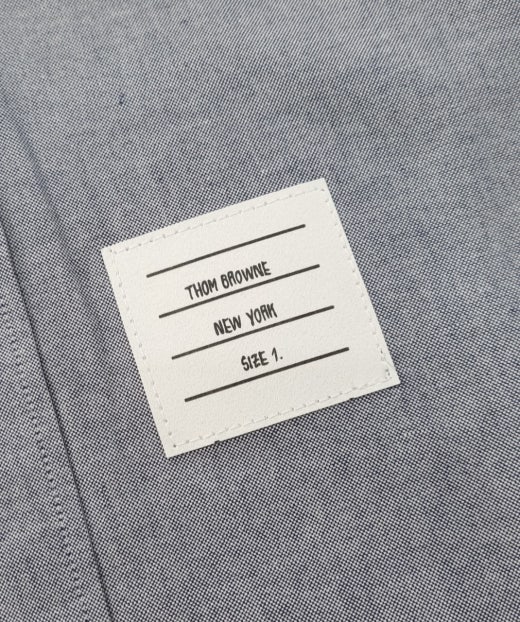 THOM BROWNE
NEW YORK
SIZE 1.